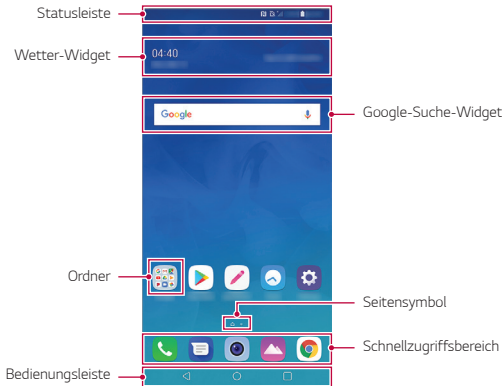 Statusleiste
Wetter-Widget
04:40
Google
Google-Suche-Widget
Ordner
Seitensymbol
Schnellzugriffsbereich
Bedienungsleiste